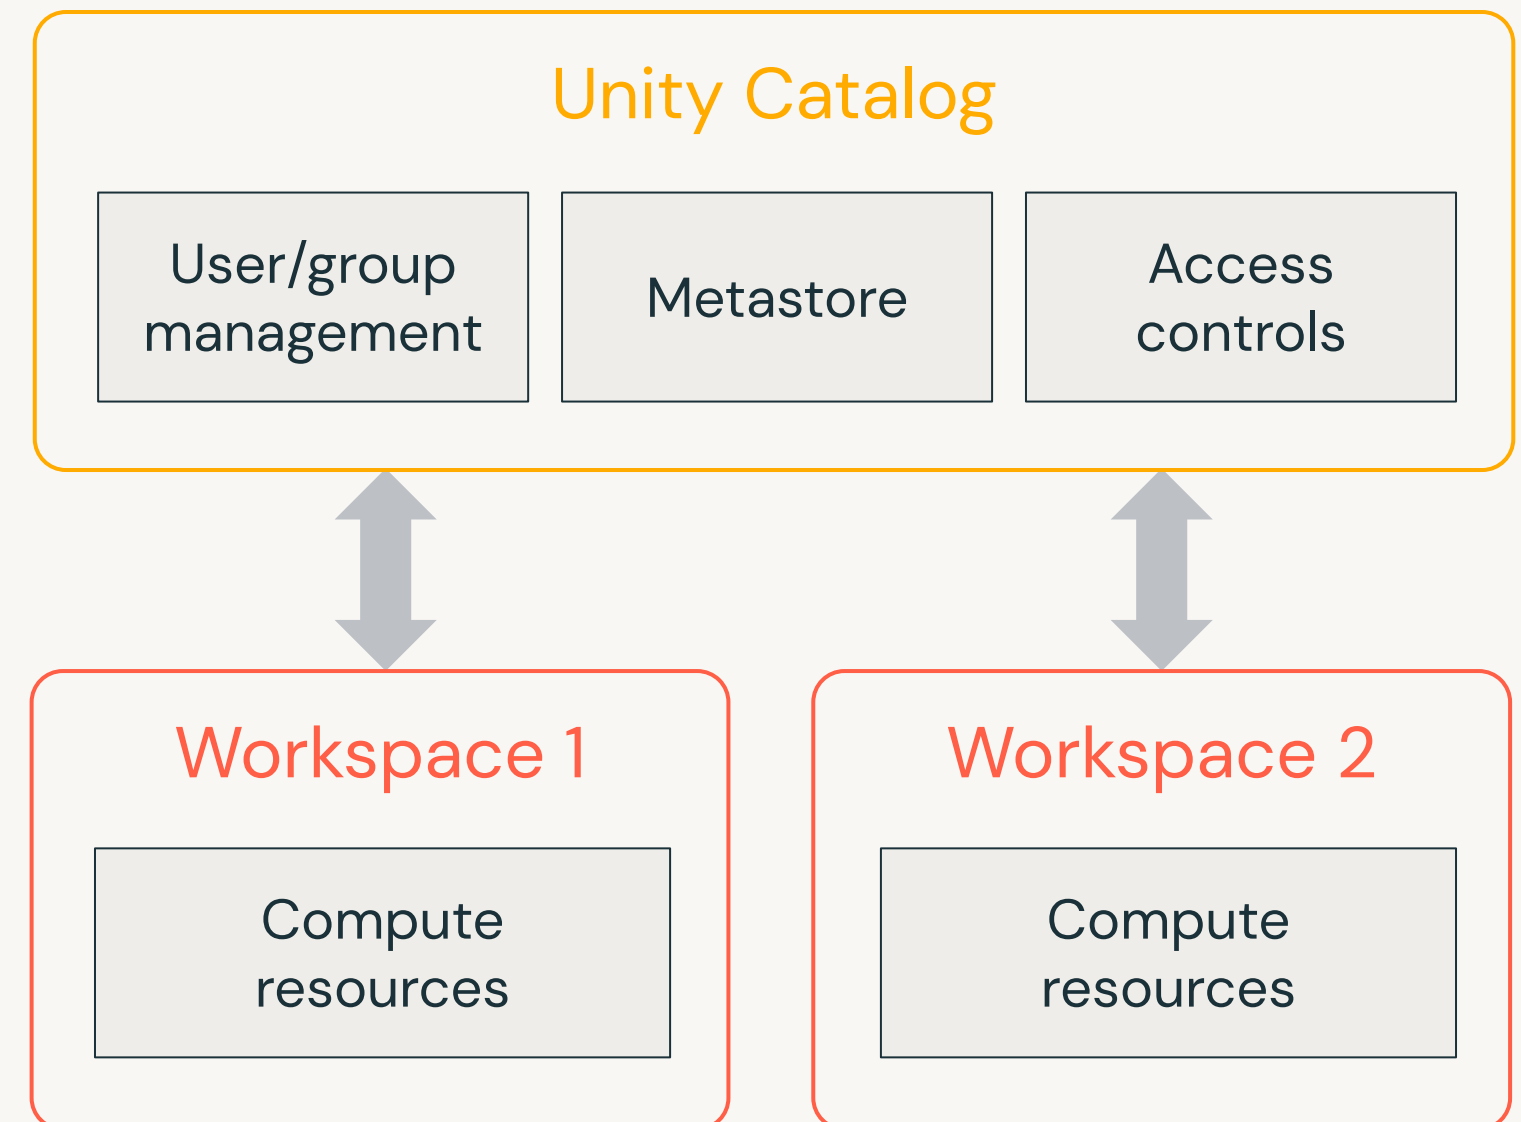 Unity Catalog
User/group
management
Metastore
Access
controls
Workspace 1
Compute
resources
Workspace 2
Compute
resources